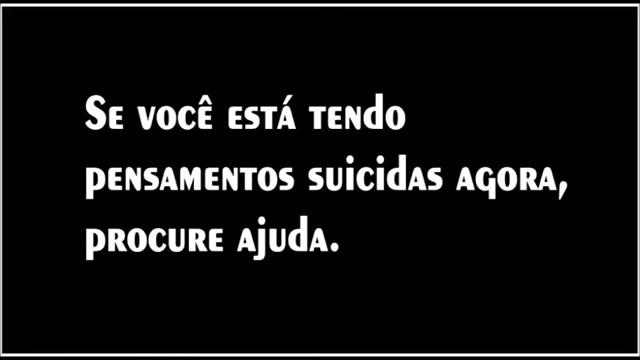 Se você está tendo
pensamentos suicidas agora,
procure ajuda.